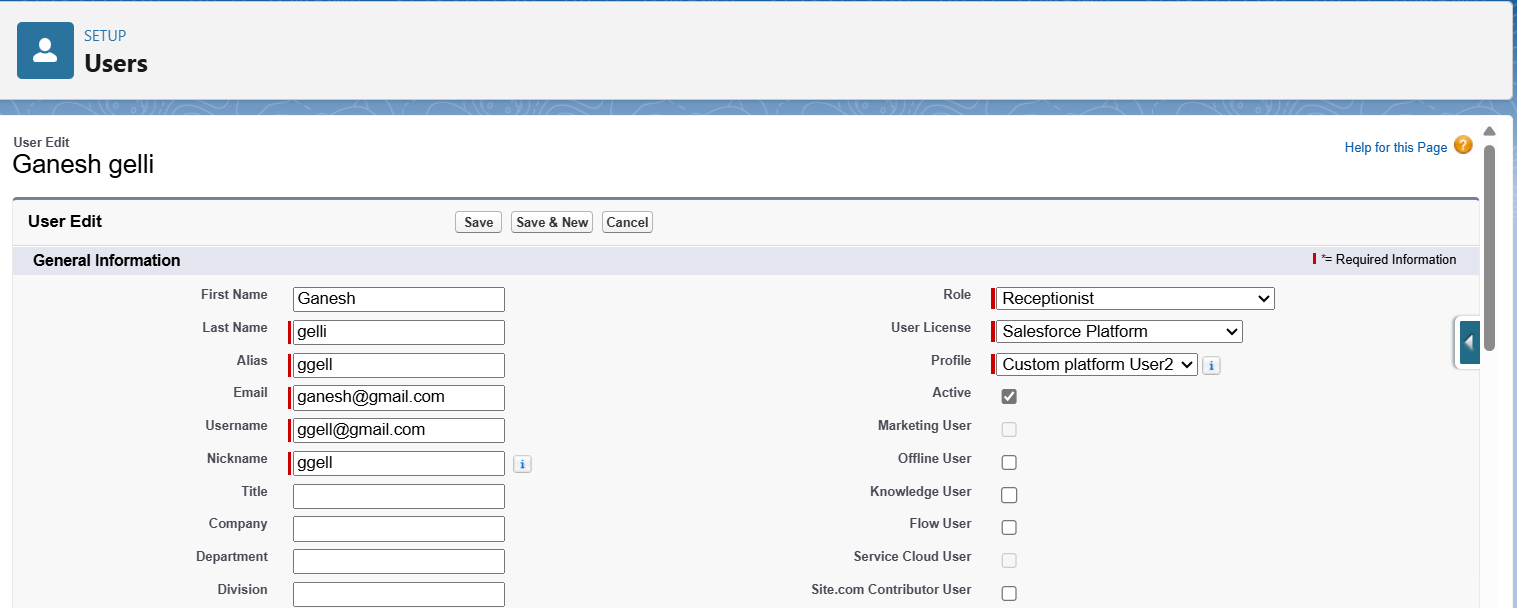 SETUP
Users
User Edit
Ganesh gelli
Help for this Page ?
User Edit
Save
Save & New
Cancel
General Information
*= Required Information
First Name
Ganesh
Last Name
gelli
Alias
ggell
Email
ganesh@gmail.com
Username
ggell@gmail.com
Nickname
ggell
i
Title
Company
Department
Division
Role
Receptionist
User License
Salesforce Platform
Profile
Custom platform User2
i
Active
Marketing User
Offline User
Knowledge User
Flow User
Service Cloud User
Site.com Contributor User